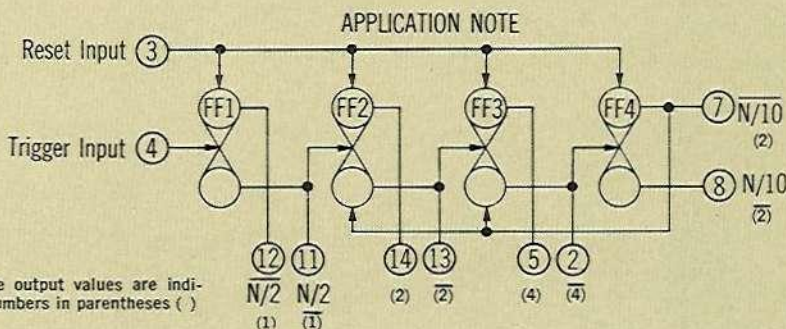 APPLICATION NOTE
Reset Input ③
FF1 FF2 FF3 FF4
⑦ N̅/̅1̅0̅
(2)
Trigger Input ④
⑧ N/10
(2̅)
⑫ ⑪ ⑭ ⑬ ⑤ ②
N̅/̅2̅ N/2 (2) (2̅) (4) (4̅)
(1) (1̅)
e output values are indi-
umbers in parentheses ( )